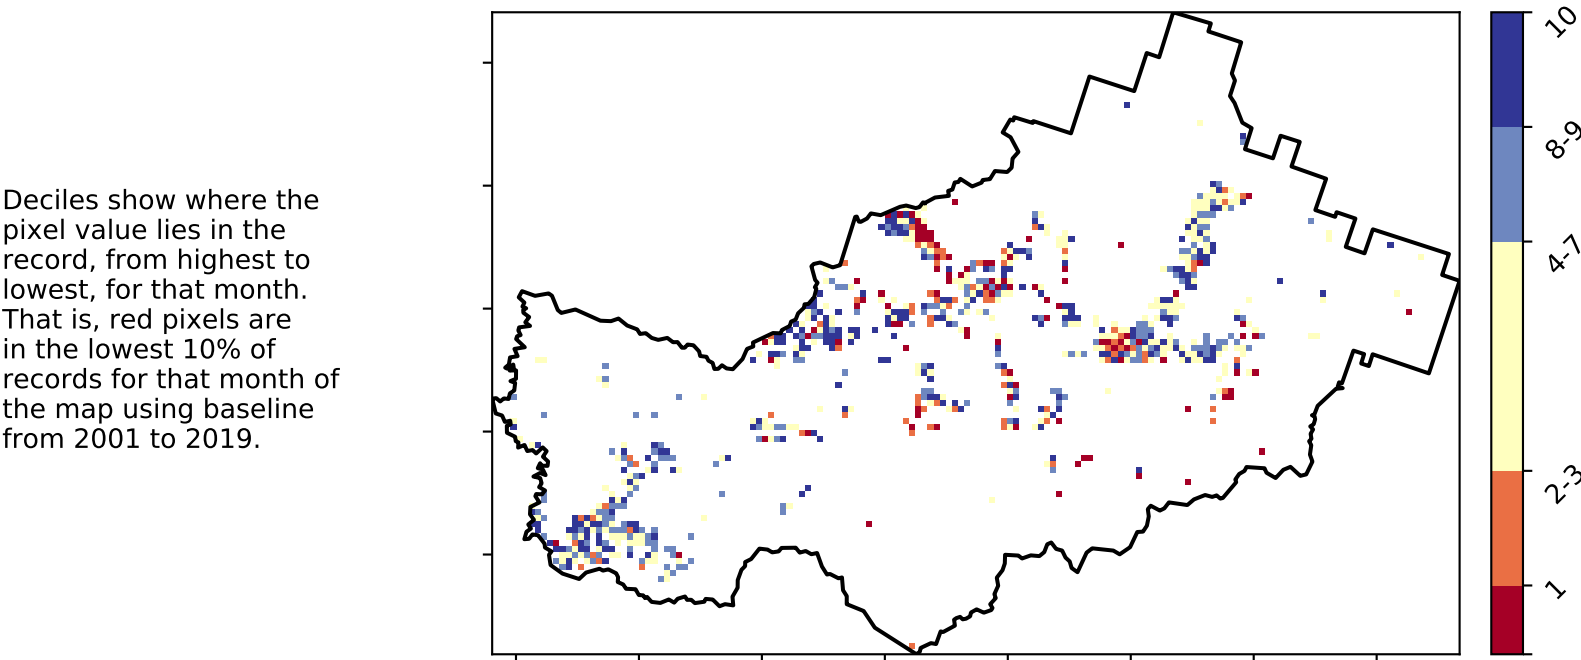 Deciles show where the
pixel value lies in the
record, from highest to
lowest, for that month.
That is, red pixels are
in the lowest 10% of
records for that month of
the map using baseline
from 2001 to 2019.
10
8-9
4-7
2-3
1